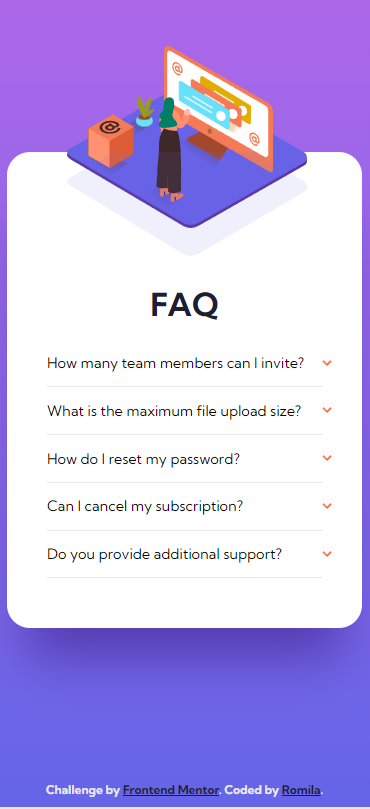 FAQ
How many team members can I invite?
What is the maximum file upload size?
How do I reset my password?
Can I cancel my subscription?
Do you provide additional support?
Challenge by Frontend Mentor. Coded by Romila.